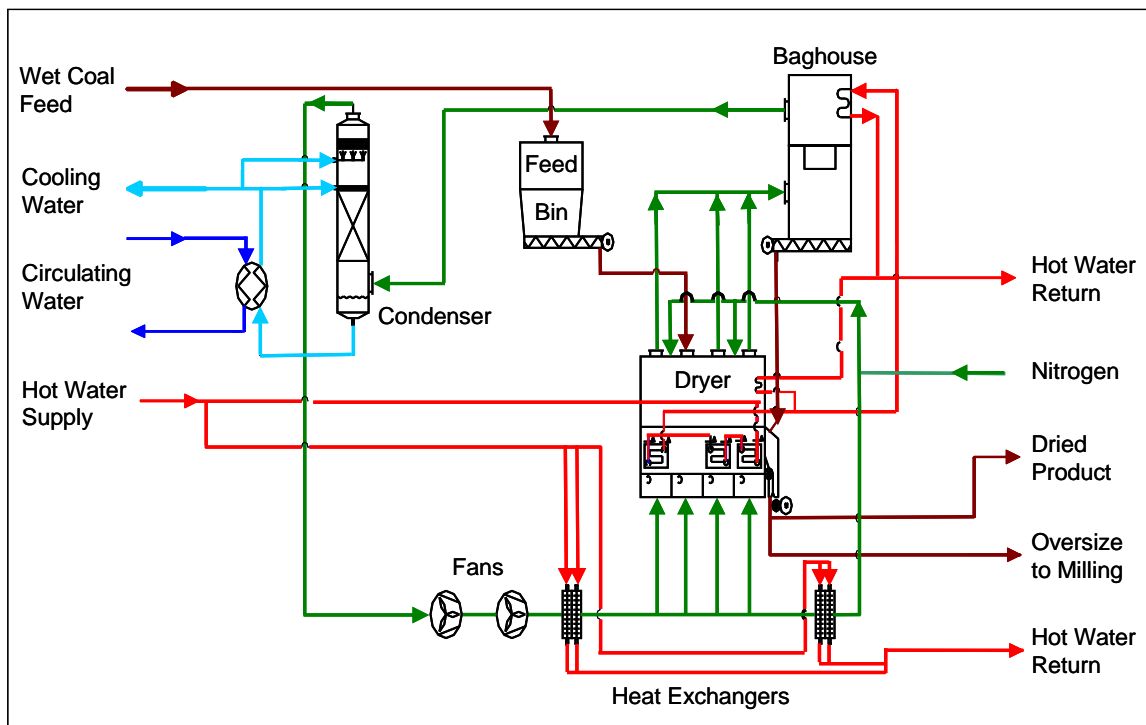 Baghouse
Wet Coal
Feed
Feed
Bin
Cooling
Water
Circulating
Water
Condenser
Hot Water
Return
Dryer
Nitrogen
Hot Water
Supply
Dried
Product
Oversize
to Milling
Fans
Hot Water
Return
Heat Exchangers